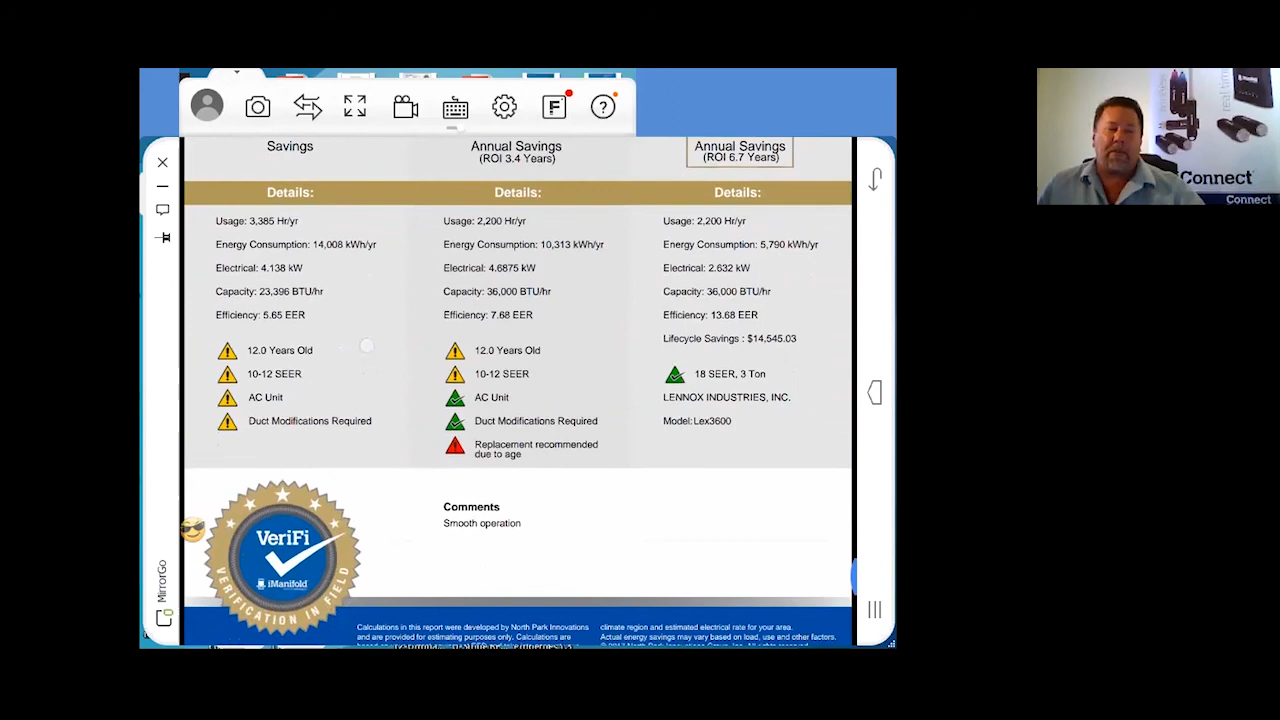 Savings
Annual Savings
(ROI 3.4 Years)
Annual Savings
(ROI 6.7 Years)
Details:
Details:
Details:
Usage: 3,385 Hr/yr
Energy Consumption: 14,008 kWh/yr
Electrical: 4.138 kW
Capacity: 23,396 BTU/hr
Efficiency: 5.65 EER
12.0 Years Old
10-12 SEER
AC Unit
Duct Modifications Required
Usage: 2,200 Hr/yr
Energy Consumption: 10,313 kWh/yr
Electrical: 4.6875 kW
Capacity: 36,000 BTU/hr
Efficiency: 7.68 EER
12.0 Years Old
10-12 SEER
AC Unit
Duct Modifications Required
Replacement recommended
due to age
Usage: 2,200 Hr/yr
Energy Consumption: 5,790 kWh/yr
Electrical: 2.632 kW
Capacity: 36,000 BTU/hr
Efficiency: 13.68 EER
Lifecycle Savings : $14,545.03
18 SEER, 3 Ton
LENNOX INDUSTRIES, INC.
Model: Lex3600
Comments
Smooth operation
VeriFi
iManifold
VERIFICATION IN FIELD
MirrorGo
Calculations in this report were developed by North Park Innovations
and are provided for estimating purposes only. Calculations are
climate region and estimated electrical rate for your area.
Actual energy savings may vary based on load, use and other factors.
Connect
Connect